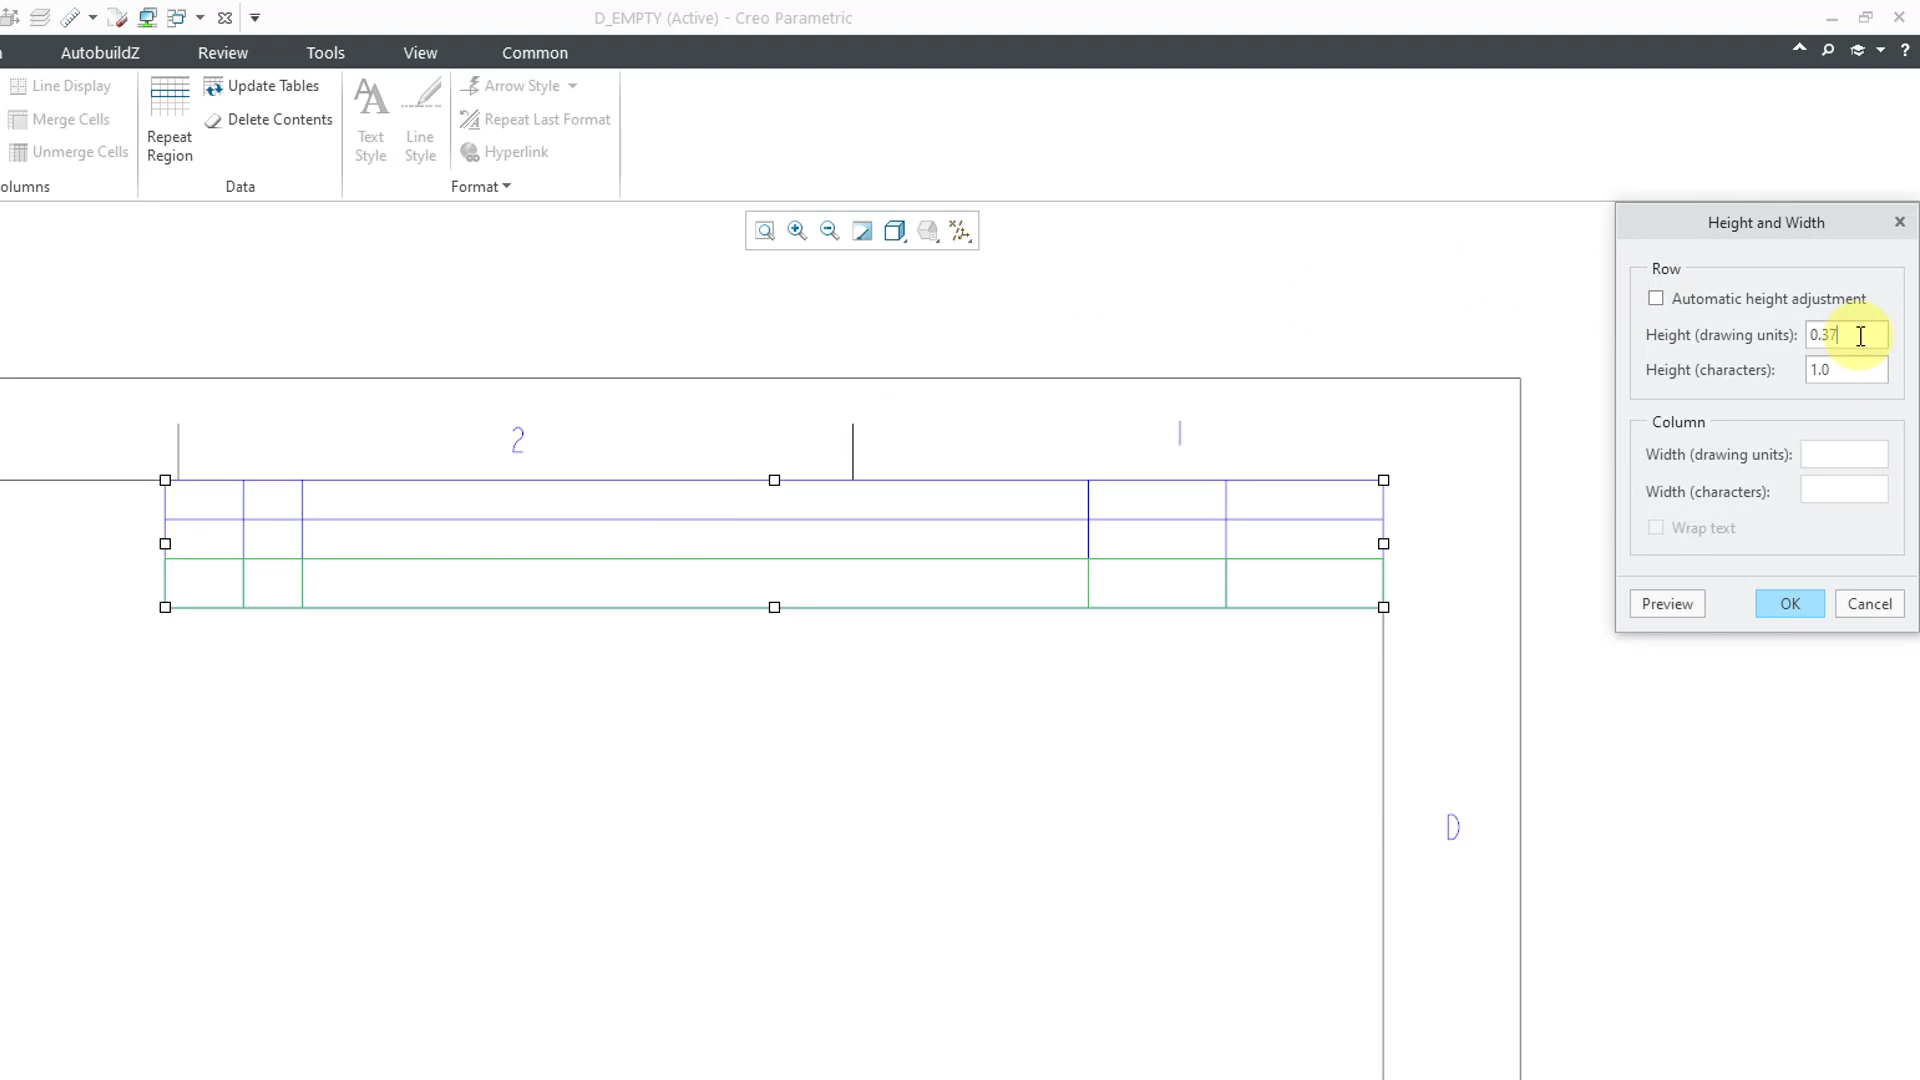 D_EMPTY (Active) - Creo Parametric
AutobuildZ Review Tools View Common
Line Display
Merge Cells
Unmerge Cells
olumns
Repeat Region
Update Tables
Delete Contents
Data
Text Style
Line Style
Arrow Style
Repeat Last Format
Hyperlink
Format
Height and Width
Row
Automatic height adjustment
Height (drawing units): 0.37
Height (characters): 1.0
Column
Width (drawing units):
Width (characters):
Wrap text
Preview OK Cancel
2 1
D